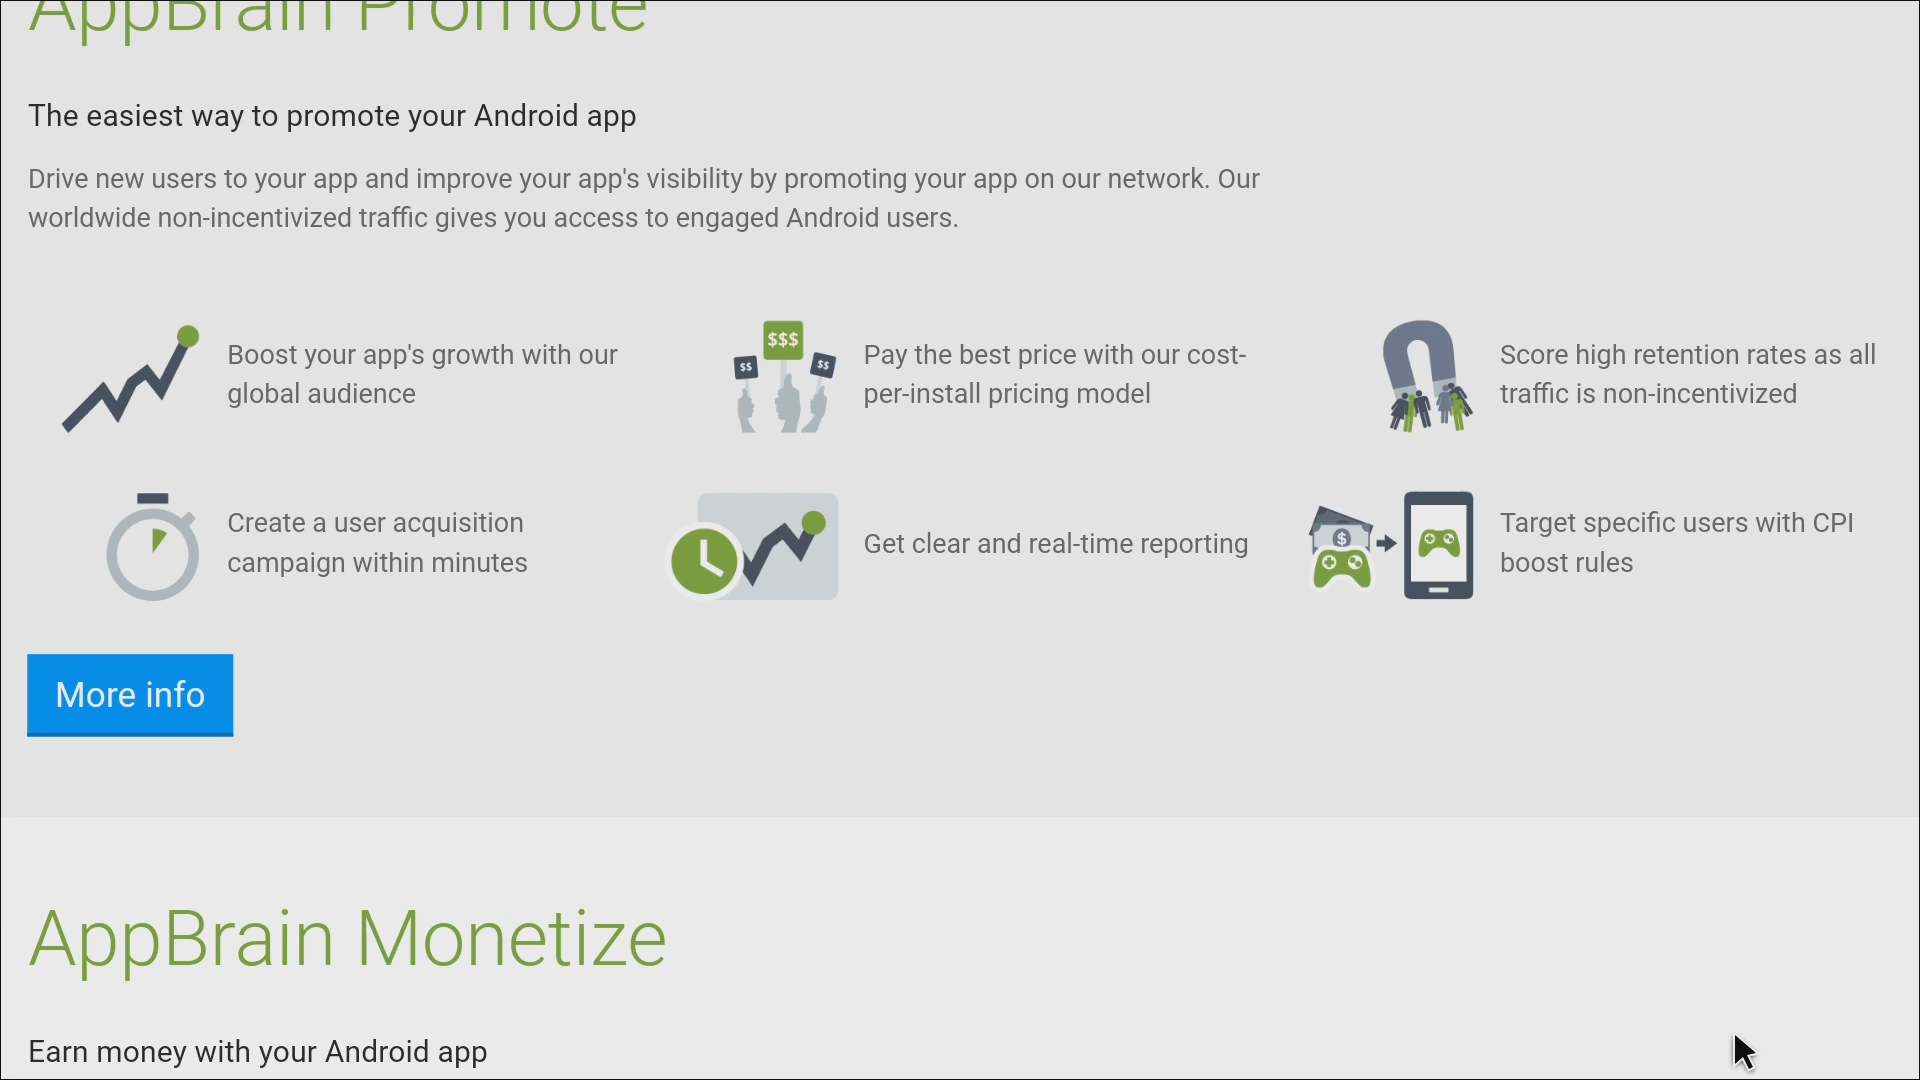 AppBrain Promote
The easiest way to promote your Android app
Drive new users to your app and improve your app's visibility by promoting your app on our network. Our
worldwide non-incentivized traffic gives you access to engaged Android users.
Boost your app's growth with our
global audience
$$ $$$ $$
Pay the best price with our cost-
per-install pricing model
Score high retention rates as all
traffic is non-incentivized
Create a user acquisition
campaign within minutes
Get clear and real-time reporting
$
Target specific users with CPI
boost rules
More info
AppBrain Monetize
Earn money with your Android app